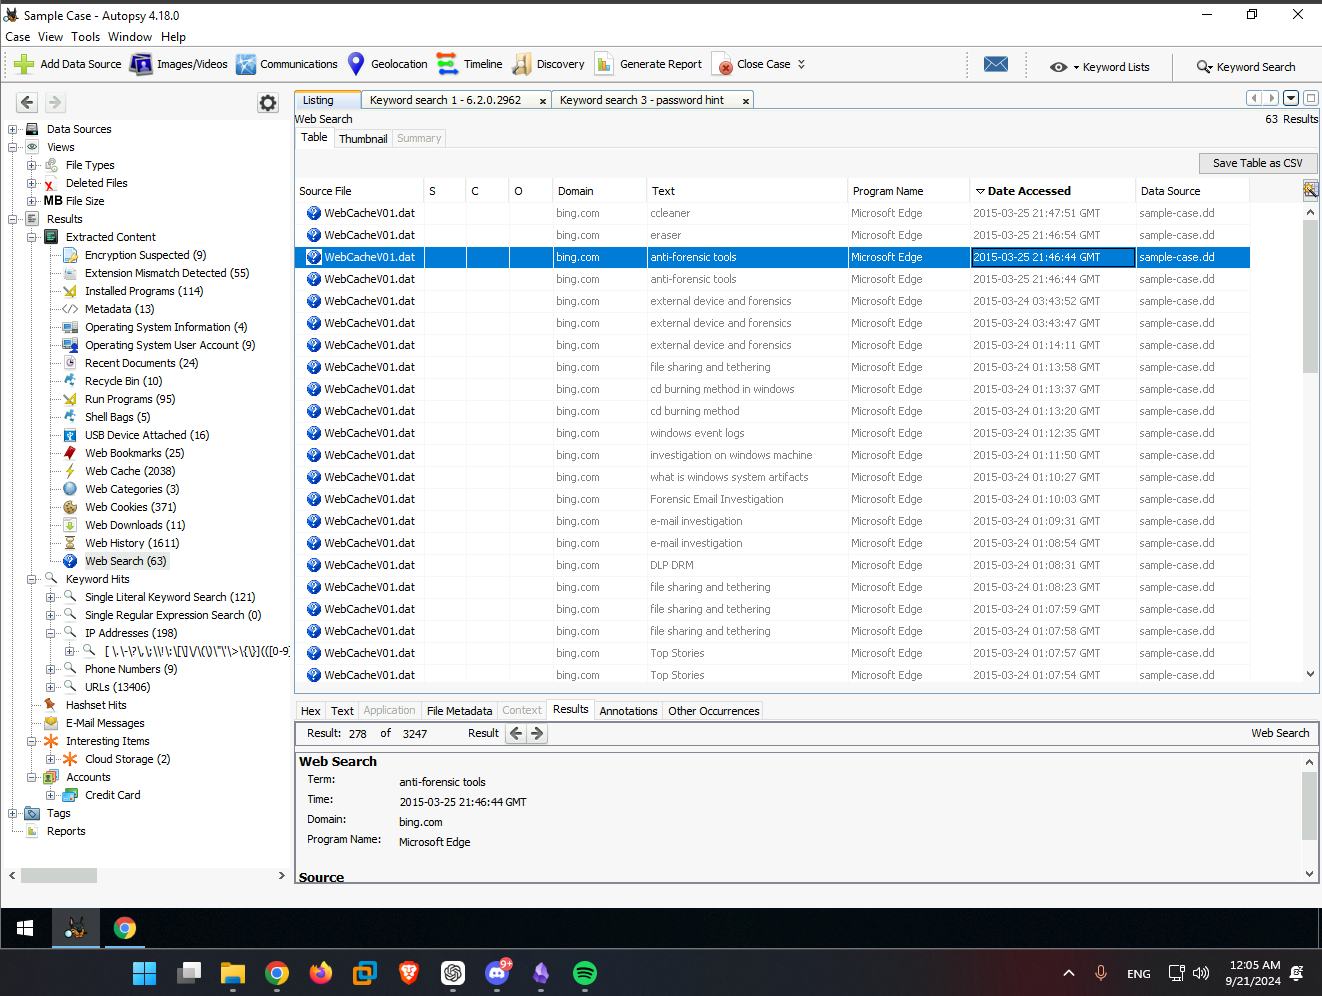 Sample Case - Autopsy 4.18.0
Case View Tools Window Help
Add Data Source Images/Videos Communications Geolocation Timeline Discovery Generate Report Close Case Keyword Lists Keyword Search
Listing Keyword search 1 - 6.2.0.2962 × Keyword search 3 - password hint ×
Web Search 63 Results
Table Thumbnail Summary
Save Table as CSV
Source File S C O Domain Text Program Name Date Accessed Data Source
WebCacheV01.dat bing.com ccleaner Microsoft Edge 2015-03-25 21:47:51 GMT sample-case.dd
WebCacheV01.dat bing.com eraser Microsoft Edge 2015-03-25 21:46:54 GMT sample-case.dd
WebCacheV01.dat bing.com anti-forensic tools Microsoft Edge 2015-03-25 21:46:44 GMT sample-case.dd
WebCacheV01.dat bing.com anti-forensic tools Microsoft Edge 2015-03-25 21:46:44 GMT sample-case.dd
WebCacheV01.dat bing.com external device and forensics Microsoft Edge 2015-03-24 03:43:52 GMT sample-case.dd
WebCacheV01.dat bing.com external device and forensics Microsoft Edge 2015-03-24 03:43:47 GMT sample-case.dd
WebCacheV01.dat bing.com external device and forensics Microsoft Edge 2015-03-24 01:14:11 GMT sample-case.dd
WebCacheV01.dat bing.com file sharing and tethering Microsoft Edge 2015-03-24 01:13:58 GMT sample-case.dd
WebCacheV01.dat bing.com cd burning method in windows Microsoft Edge 2015-03-24 01:13:37 GMT sample-case.dd
WebCacheV01.dat bing.com cd burning method Microsoft Edge 2015-03-24 01:13:20 GMT sample-case.dd
WebCacheV01.dat bing.com windows event logs Microsoft Edge 2015-03-24 01:12:35 GMT sample-case.dd
WebCacheV01.dat bing.com investigation on windows machine Microsoft Edge 2015-03-24 01:11:50 GMT sample-case.dd
WebCacheV01.dat bing.com what is windows system artifacts Microsoft Edge 2015-03-24 01:10:27 GMT sample-case.dd
WebCacheV01.dat bing.com Forensic Email Investigation Microsoft Edge 2015-03-24 01:10:03 GMT sample-case.dd
WebCacheV01.dat bing.com e-mail investigation Microsoft Edge 2015-03-24 01:09:31 GMT sample-case.dd
WebCacheV01.dat bing.com e-mail investigation Microsoft Edge 2015-03-24 01:08:54 GMT sample-case.dd
WebCacheV01.dat bing.com DLP DRM Microsoft Edge 2015-03-24 01:08:31 GMT sample-case.dd
WebCacheV01.dat bing.com file sharing and tethering Microsoft Edge 2015-03-24 01:08:23 GMT sample-case.dd
WebCacheV01.dat bing.com file sharing and tethering Microsoft Edge 2015-03-24 01:07:59 GMT sample-case.dd
WebCacheV01.dat bing.com file sharing and tethering Microsoft Edge 2015-03-24 01:07:58 GMT sample-case.dd
WebCacheV01.dat bing.com Top Stories Microsoft Edge 2015-03-24 01:07:57 GMT sample-case.dd
WebCacheV01.dat bing.com Top Stories Microsoft Edge 2015-03-24 01:07:54 GMT sample-case.dd
Data Sources
Views
File Types
Deleted Files
MB File Size
Results
Extracted Content
Encryption Suspected (9)
Extension Mismatch Detected (55)
Installed Programs (114)
Metadata (13)
Operating System Information (4)
Operating System User Account (9)
Recent Documents (24)
Recycle Bin (10)
Run Programs (95)
Shell Bags (5)
USB Device Attached (16)
Web Bookmarks (25)
Web Cache (2038)
Web Categories (3)
Web Cookies (371)
Web Downloads (11)
Web History (1611)
Web Search (63)
Keyword Hits
Single Literal Keyword Search (121)
Single Regular Expression Search (0)
IP Addresses (198)
Phone Numbers (9)
URLs (13406)
Hashset Hits
E-Mail Messages
Interesting Items
Cloud Storage (2)
Accounts
Credit Card
Tags
Reports
Hex Text Application File Metadata Context Results Annotations Other Occurrences
Result: 278 of 3247 Result Web Search
Web Search
Term: anti-forensic tools
Time: 2015-03-25 21:46:44 GMT
Domain: bing.com
Program Name: Microsoft Edge
Source
9+
ENG
12:05 AM
9/21/2024